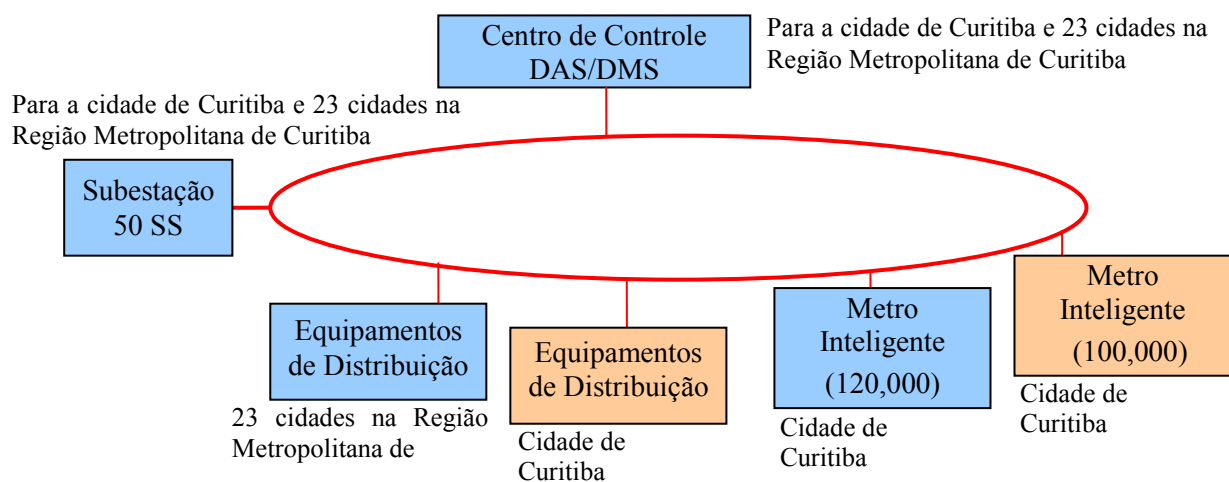 Centro de Controle
DAS/DMS
Para a cidade de Curitiba e 23 cidades na
Região Metropolitana de Curitiba
Para a cidade de Curitiba e 23 cidades na
Região Metropolitana de Curitiba
Subestação
50 SS
Equipamentos
de Distribuição
23 cidades na Região
Metropolitana de
Equipamentos
de Distribuição
Cidade de
Curitiba
Metro
Inteligente
(120,000)
Cidade de
Curitiba
Metro
Inteligente
(100,000)
Cidade de
Curitiba